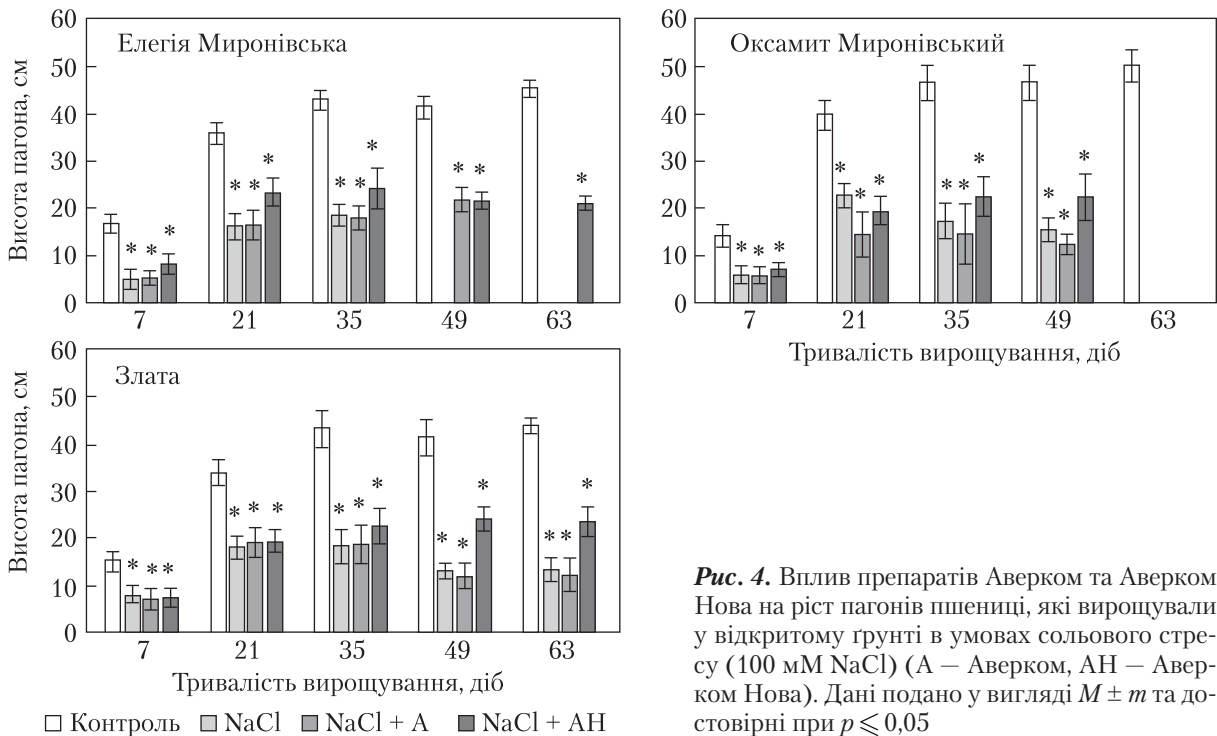 60
50
40
30
20
10
0
Висота пагона, см
Елегія Миронівська
* * *
* * *
* * *
* *
*
7 21 35 49 63
60
50
40
30
20
10
0
Оксамит Миронівський
* * *
* * *
* * *
* * *
7 21 35 49 63
Тривалість вирощування, діб
60
50
40
30
20
10
0
Висота пагона, см
Злата
* * *
* * *
* * *
* * *
* * *
7 21 35 49 63
Тривалість вирощування, діб
Контроль NaCl NaCl + А NaCl + АН
Рис. 4. Вплив препаратів Аверком та Аверком
Нова на ріст пагонів пшениці, які вирощували
у відкритому ґрунті в умовах сольового стре-
су (100 мМ NaCl) (А — Аверком, АН — Авер-
ком Нова). Дані подано у вигляді M ± m та до-
стовірні при p ⩽ 0,05